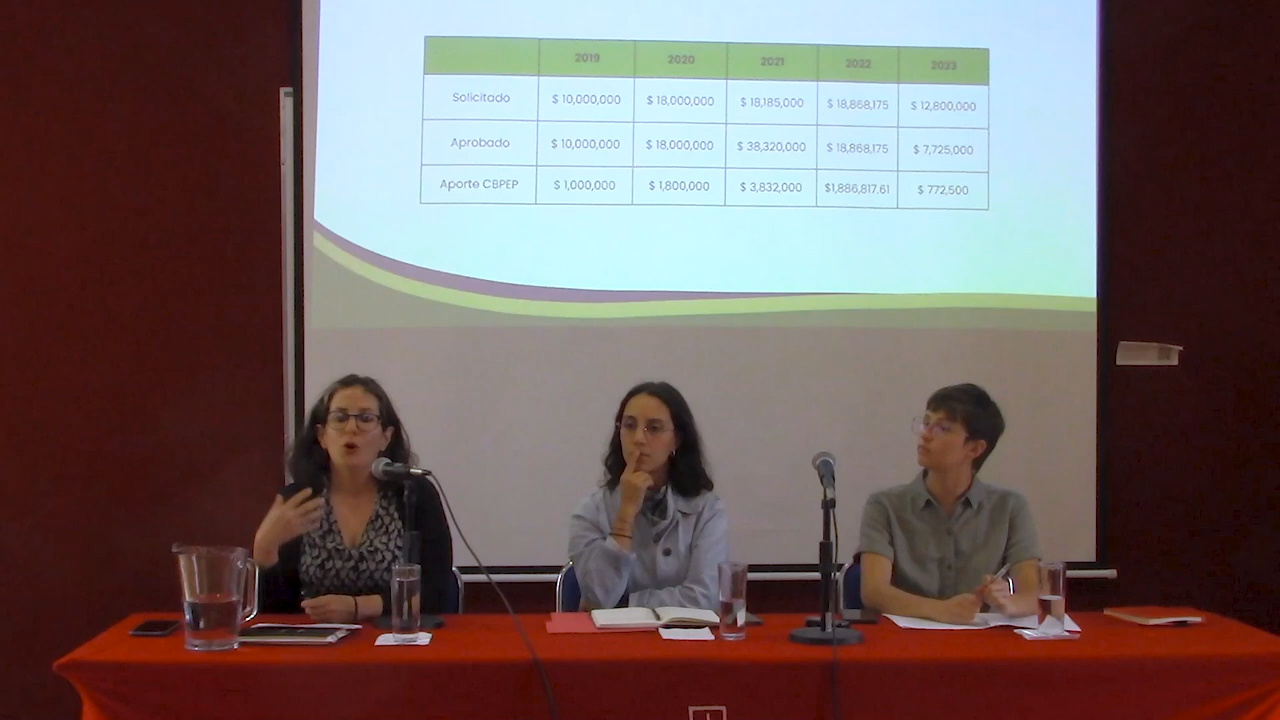 2019 2020 2021 2022 2023
Solicitado $ 10,000,000 $ 18,000,000 $ 18,185,000 $ 18,868,175 $ 12,800,000
Aprobado $ 10,000,000 $ 18,000,000 $ 38,320,000 $ 18,868,175 $ 7,725,000
Aporte CBPEP $ 1,000,000 $ 1,800,000 $ 3,832,000 $1,886,817.61 $ 772,500